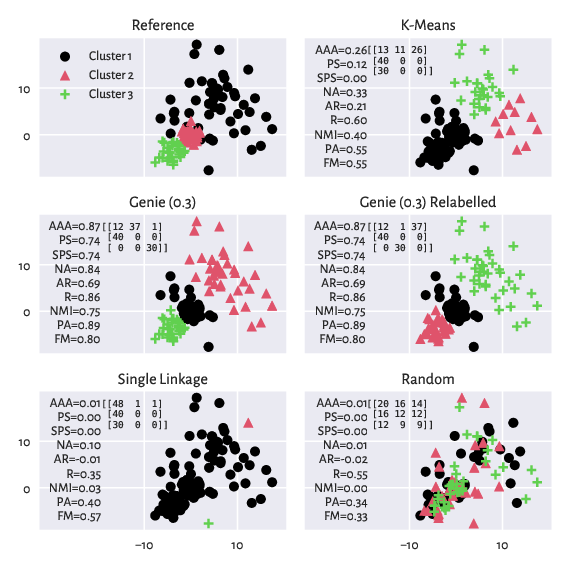 Reference
Cluster 1
Cluster 2
Cluster 3
10
0
K-Means
AAA=0.26[[13 11 26]
PS=0.12 [40 0 0]
SPS=0.00 [30 0 0]]
NA=0.33
AR=0.21
R=0.60
NMI=0.40
PA=0.55
FM=0.55
Genie (0.3)
AAA=0.87[[12 37 1]
PS=0.74 [40 0 0]
SPS=0.74 [ 0 0 30]]
NA=0.84
AR=0.69
R=0.86
NMI=0.75
PA=0.89
FM=0.80
10
0
Genie (0.3) Relabelled
AAA=0.87[[12 1 37]
PS=0.74 [40 0 0]
SPS=0.74 [ 0 30 0]]
NA=0.84
AR=0.69
R=0.86
NMI=0.75
PA=0.89
FM=0.80
Single Linkage
AAA=0.01[[48 1 1]
PS=0.00 [40 0 0]
SPS=0.00 [30 0 0]]
NA=0.10
AR=-0.01
R=0.35
NMI=0.03
PA=0.40
FM=0.57
10
0
−10 10
Random
AAA=0.01[[20 16 14]
PS=0.00 [16 12 12]
SPS=0.00 [12 9 9]]
NA=0.01
AR=-0.02
R=0.55
NMI=0.00
PA=0.34
FM=0.33
−10 10